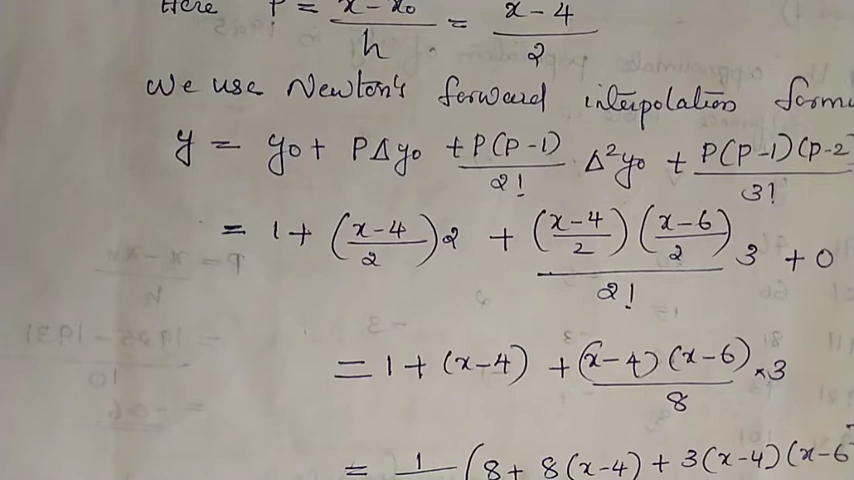 Here P = (x - x₀)/h = (x - 4)/2
We use Newton's forward interpolation
y = y₀ + PΔy₀ + P(P-1)/2! Δ²y₀ + P(P-1)(P-2)/3!
= 1 + ((x-4)/2)2 + ((x-4)/2)((x-6)/2)/2! 3 + 0
= 1 + (x-4) + (x-4)(x-6)/8 × 3
= 1/ (8 + 8(x-4) + 3(x-4)(x-6